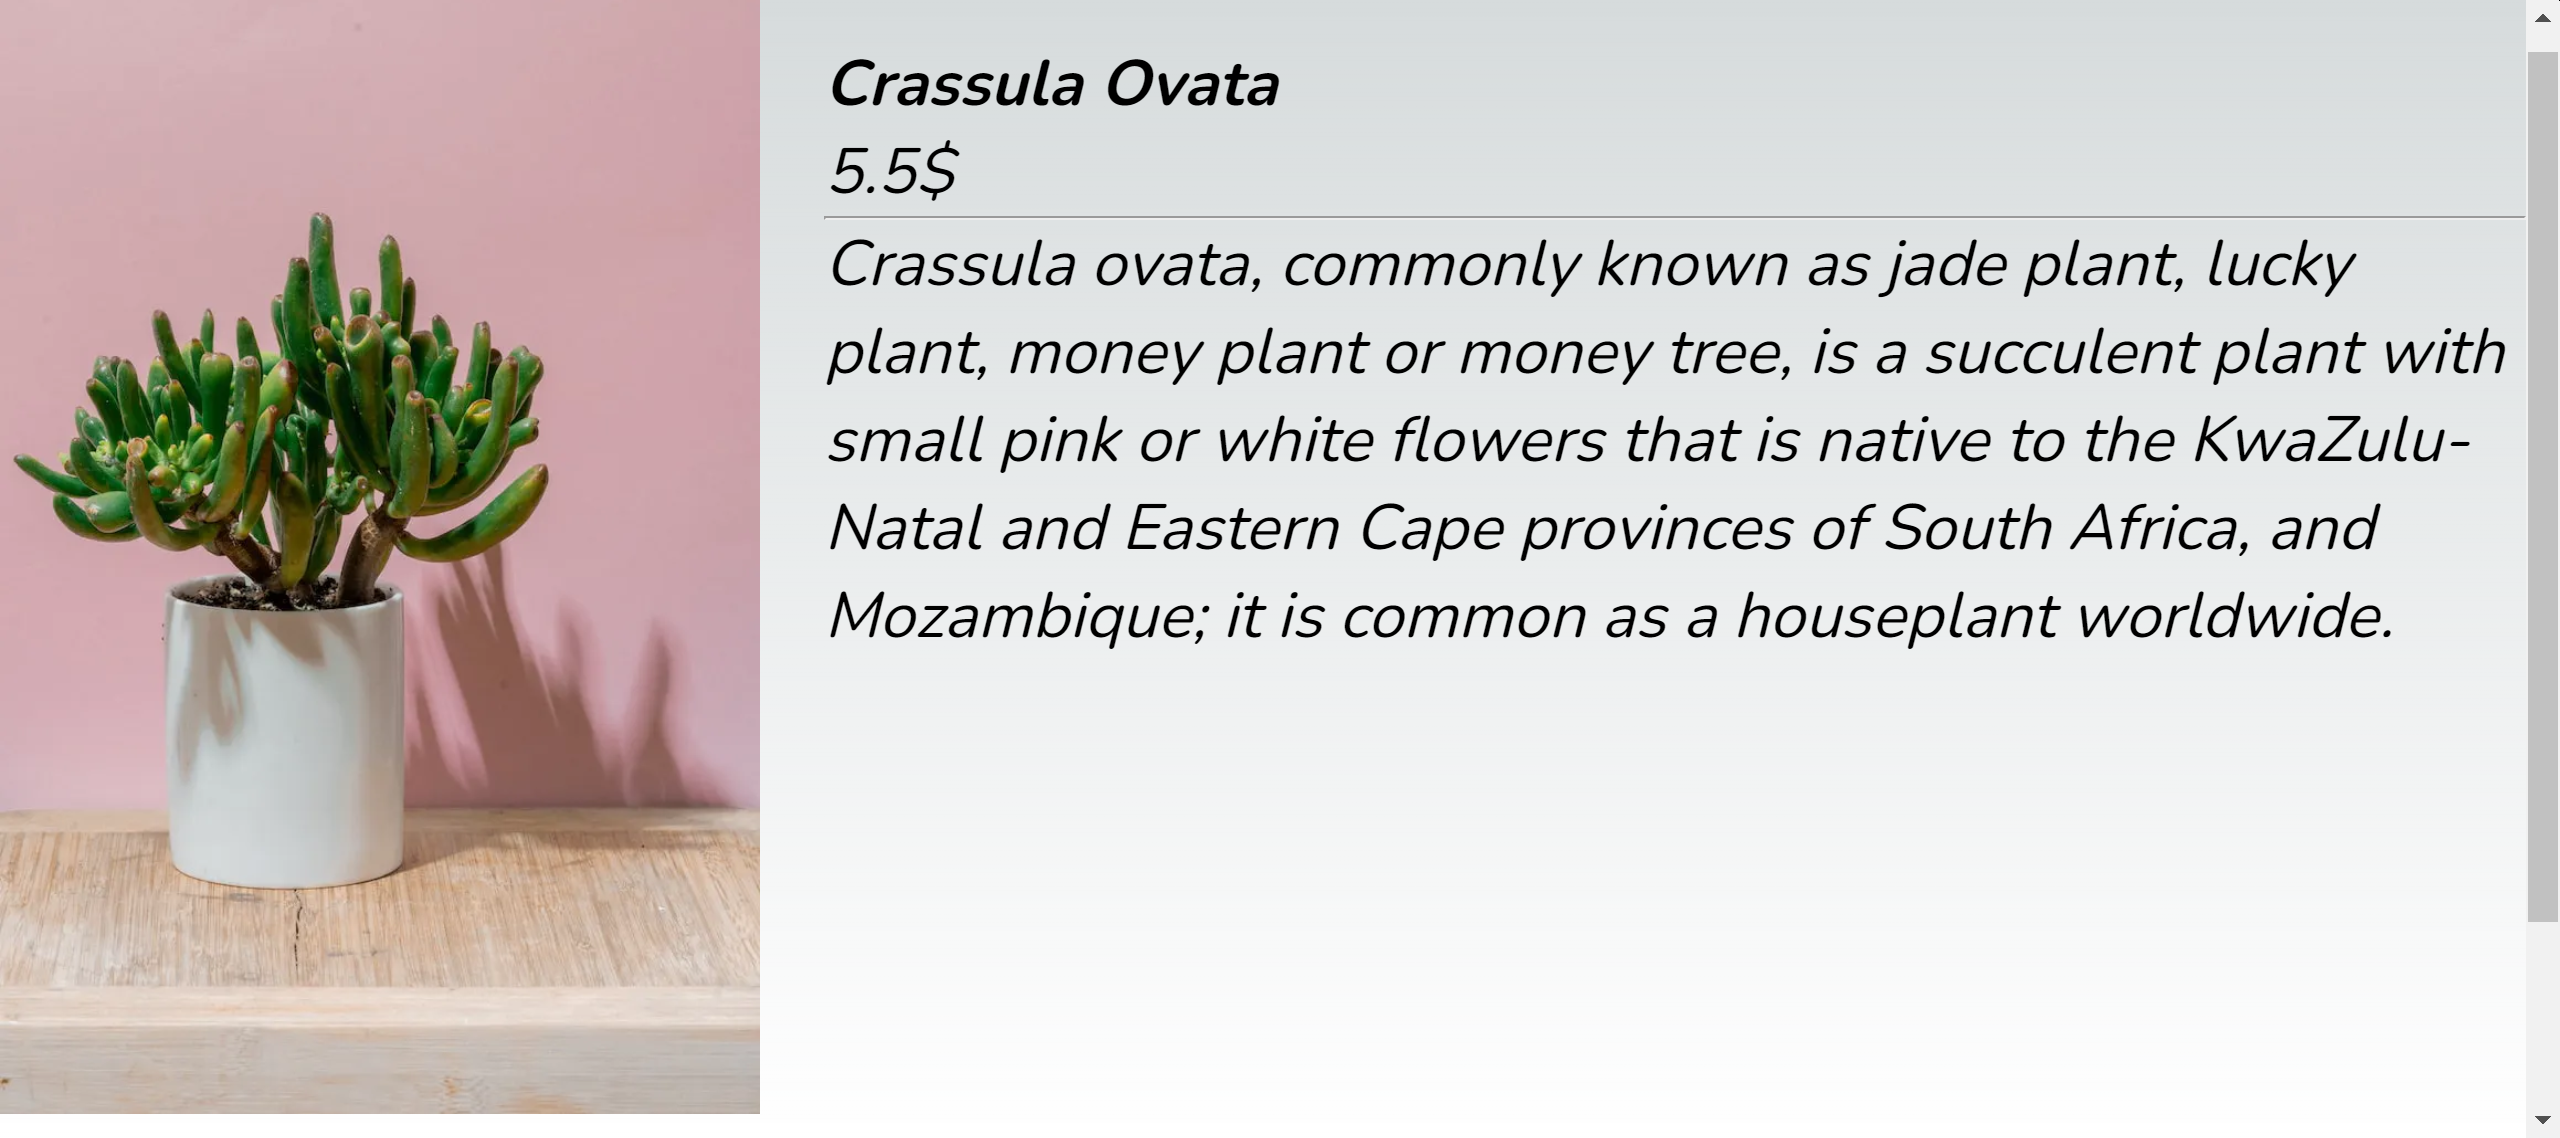 Crassula Ovata
5.5$
Crassula ovata, commonly known as jade plant, lucky
plant, money plant or money tree, is a succulent plant with
small pink or white flowers that is native to the KwaZulu-
Natal and Eastern Cape provinces of South Africa, and
Mozambique; it is common as a houseplant worldwide.